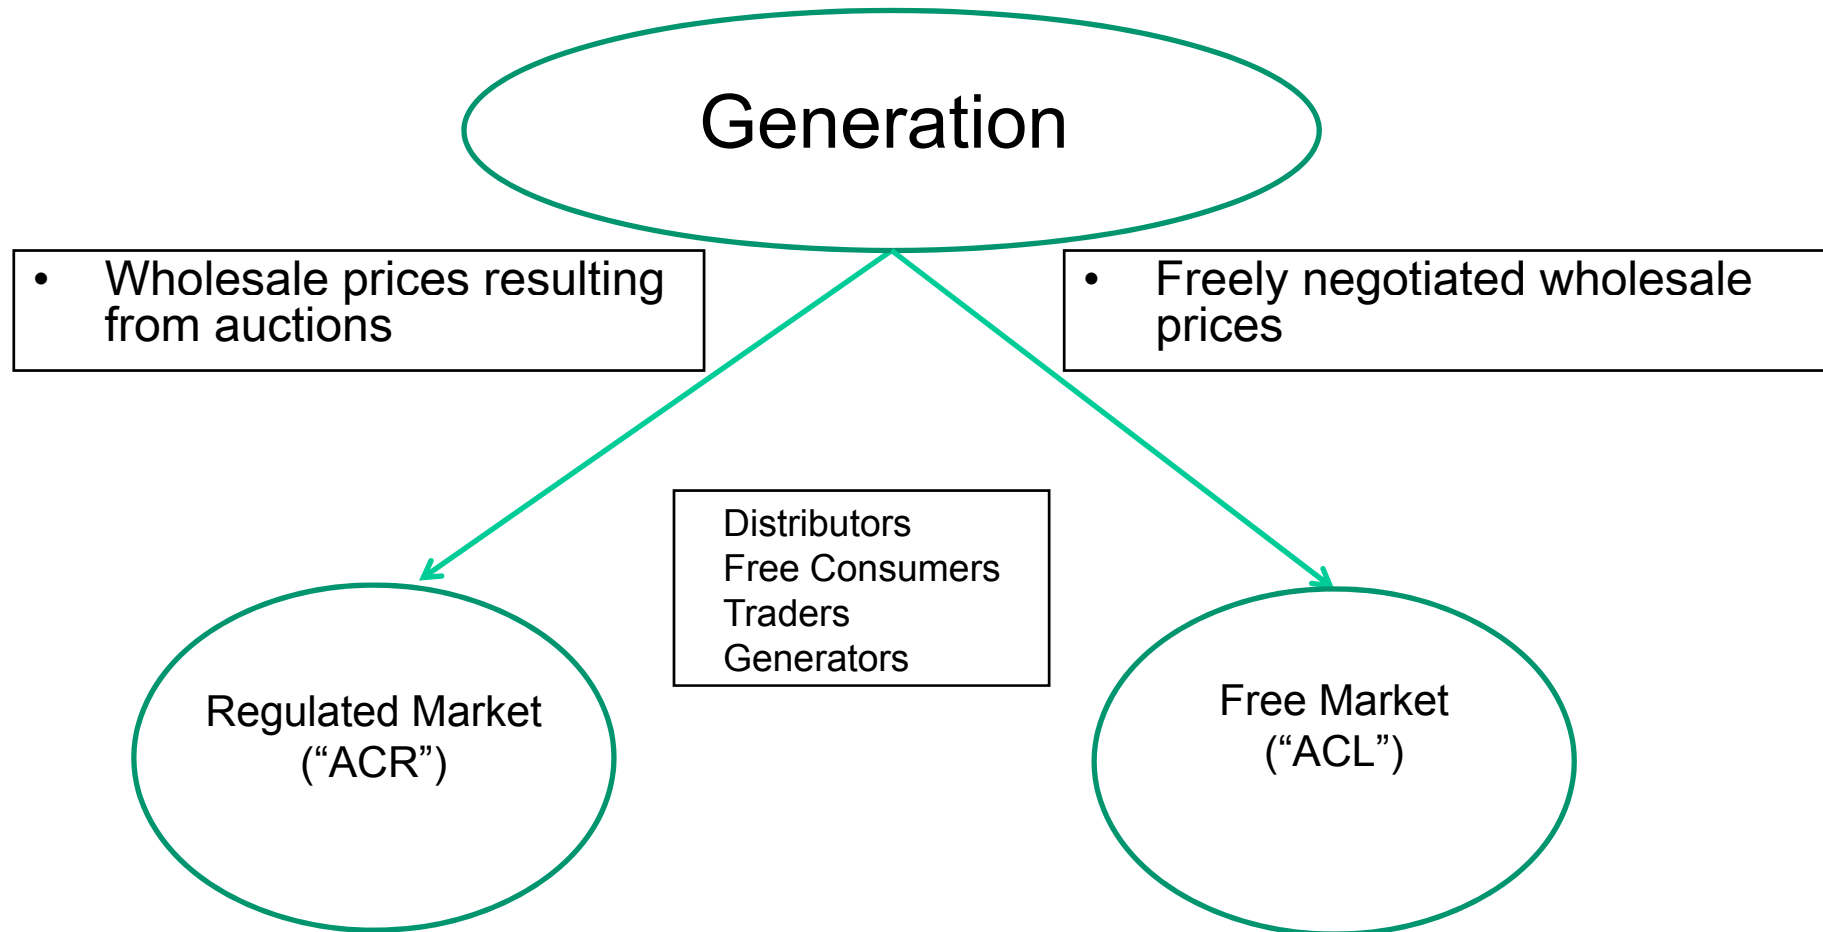 Generation
• Wholesale prices resulting
from auctions
• Freely negotiated wholesale
prices
Distributors
Free Consumers
Traders
Generators
Regulated Market
(“ACR”)
Free Market
(“ACL”)